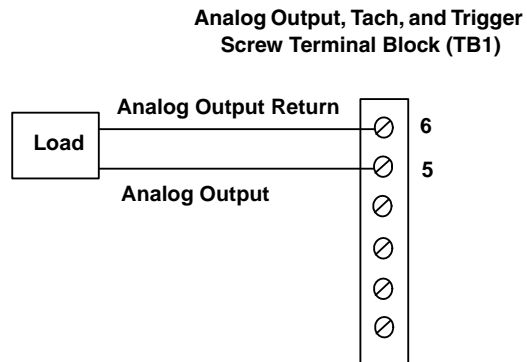 Analog Output, Tach, and Trigger
Screw Terminal Block (TB1)
Analog Output Return
6
Load
5
Analog Output